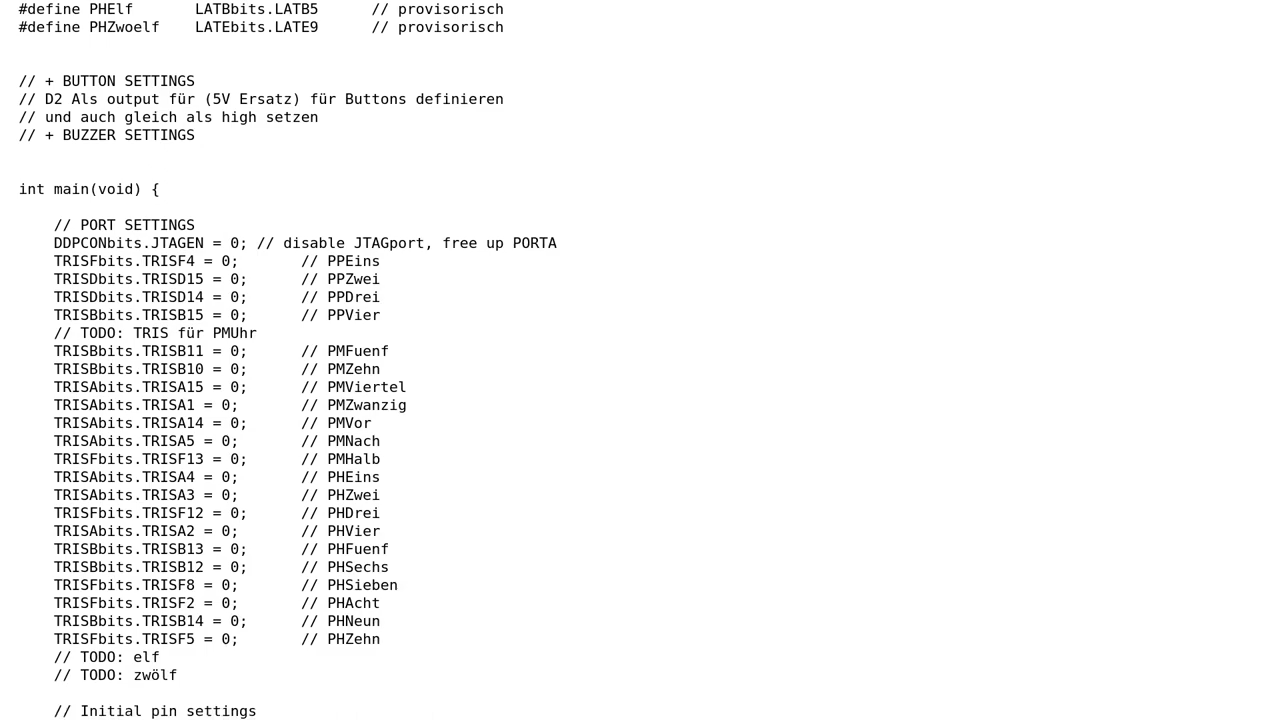 #define PHElf       LATBbits.LATB5      // provisorisch
#define PHZwoelf    LATEbits.LATE9      // provisorisch
// + BUTTON SETTINGS
// D2 Als output für (5V Ersatz) für Buttons definieren
// und auch gleich als high setzen
// + BUZZER SETTINGS
int main(void) {
    // PORT SETTINGS
    DDPCONbits.JTAGEN = 0; // disable JTAGport, free up PORTA
    TRISFbits.TRISF4 = 0;       // PPEins
    TRISDbits.TRISD15 = 0;      // PPZwei
    TRISDbits.TRISD14 = 0;      // PPDrei
    TRISBbits.TRISB15 = 0;      // PPVier
    // TODO: TRIS für PMUhr
    TRISBbits.TRISB11 = 0;      // PMFuenf
    TRISBbits.TRISB10 = 0;      // PMZehn
    TRISAbits.TRISA15 = 0;      // PMViertel
    TRISAbits.TRISA1 = 0;       // PMZwanzig
    TRISAbits.TRISA14 = 0;      // PMVor
    TRISAbits.TRISA5 = 0;       // PMNach
    TRISFbits.TRISF13 = 0;      // PMHalb
    TRISAbits.TRISA4 = 0;       // PHEins
    TRISAbits.TRISA3 = 0;       // PHZwei
    TRISFbits.TRISF12 = 0;      // PHDrei
    TRISAbits.TRISA2 = 0;       // PHVier
    TRISBbits.TRISB13 = 0;      // PHFuenf
    TRISBbits.TRISB12 = 0;      // PHSechs
    TRISFbits.TRISF8 = 0;       // PHSieben
    TRISFbits.TRISF2 = 0;       // PHAcht
    TRISBbits.TRISB14 = 0;      // PHNeun
    TRISFbits.TRISF5 = 0;       // PHZehn
    // TODO: elf
    // TODO: zwölf
    // Initial pin settings